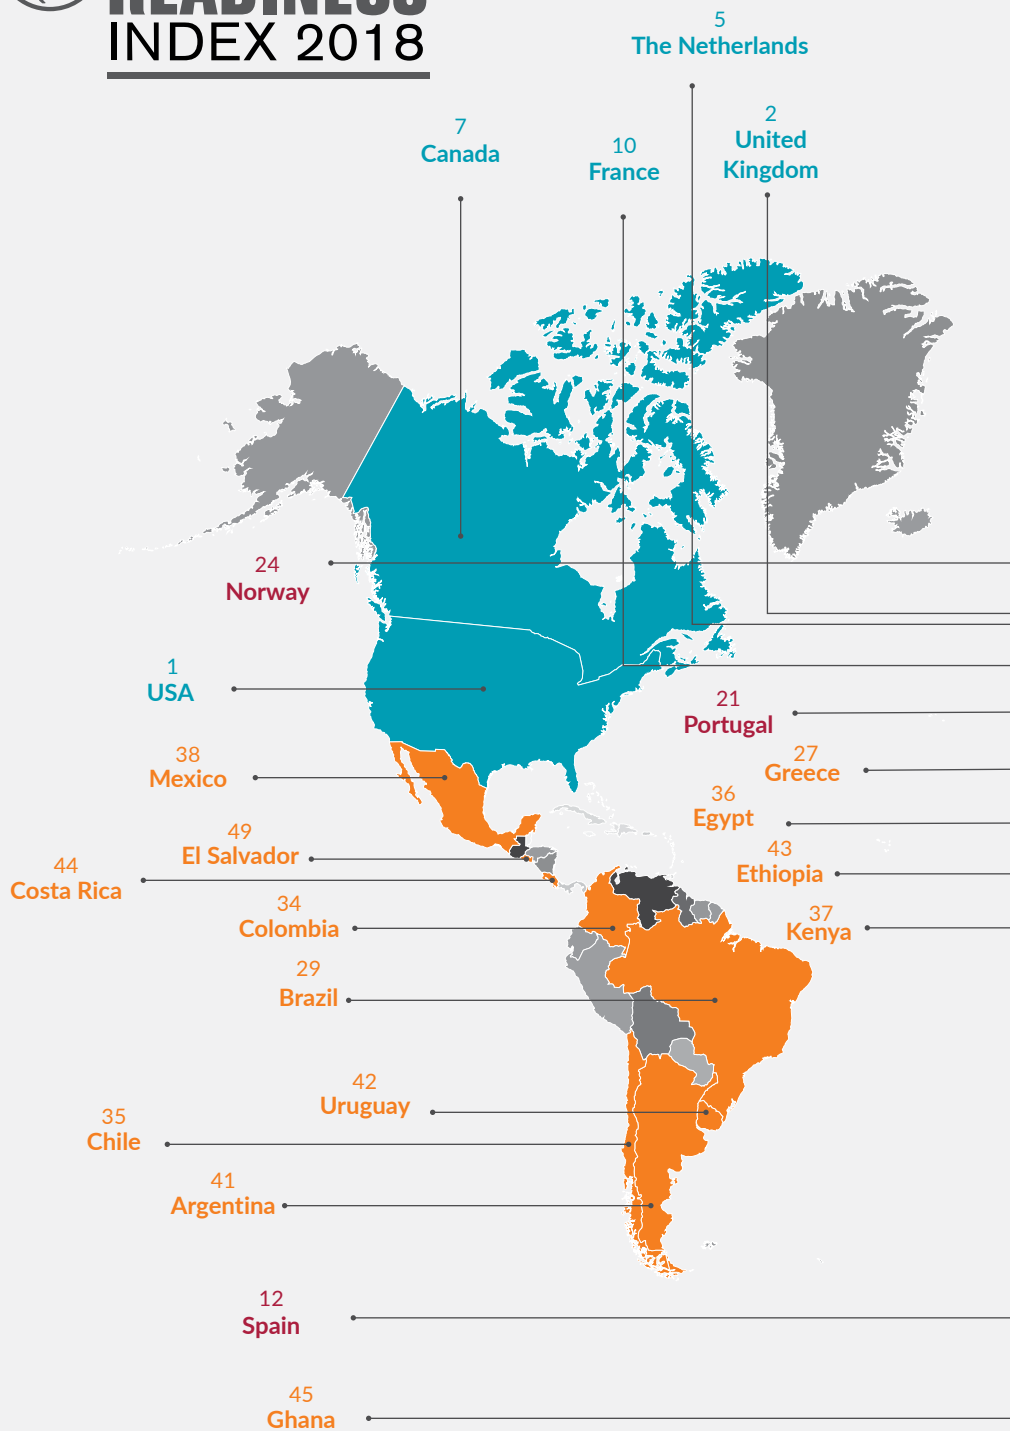 READINESS
INDEX 2018
5
The Netherlands
2
United
Kingdom
7
Canada
10
France
24
Norway
1
USA
21
Portugal
38
Mexico
27
Greece
36
Egypt
49
El Salvador
43
Ethiopia
44
Costa Rica
34
Colombia
37
Kenya
29
Brazil
42
Uruguay
35
Chile
41
Argentina
12
Spain
45
Ghana